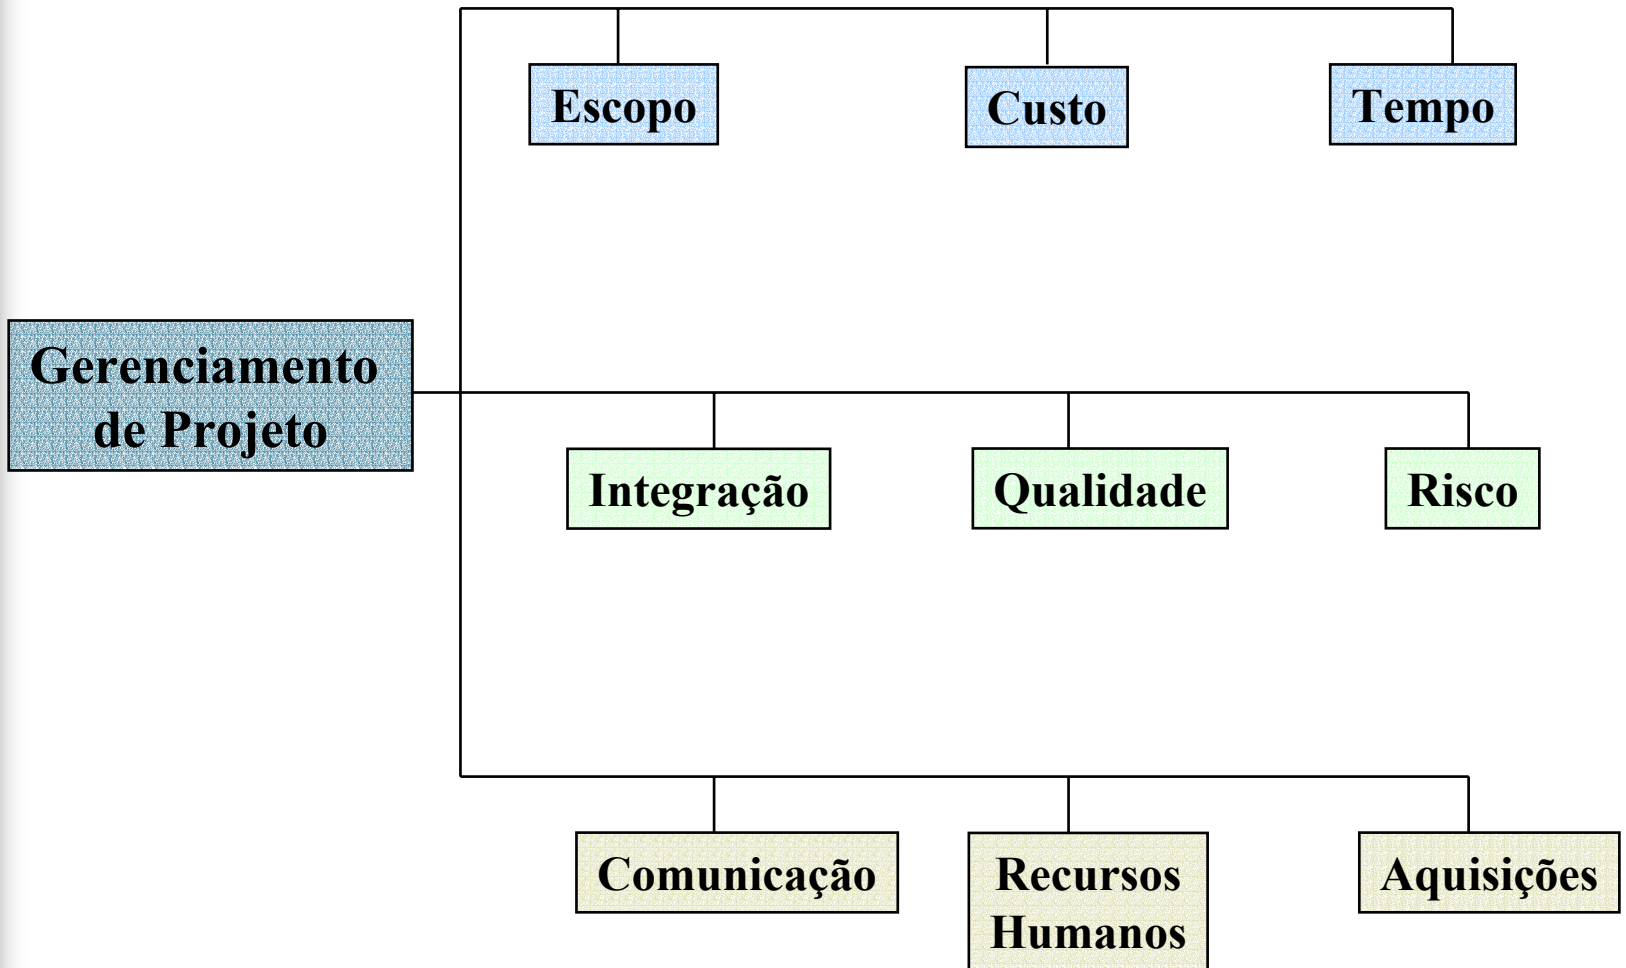 Escopo
Custo
Tempo
Gerenciamento
de Projeto
Integração
Qualidade
Risco
Comunicação
Recursos
Humanos
Aquisições